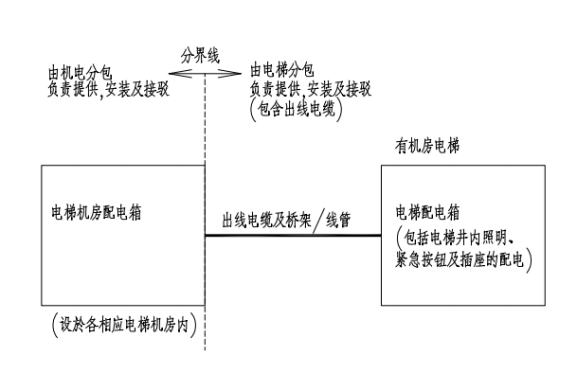 分界线
由机电分包
负责提供,安装及接驳
由电梯分包
负责提供,安装及接驳
(包含出线电缆)
有机房电梯
电梯机房配电箱
出线电缆及桥架/线管
电梯配电箱
(包括电梯井内照明、
紧急按钮及插座的配电)
(设於各相应电梯机房内)